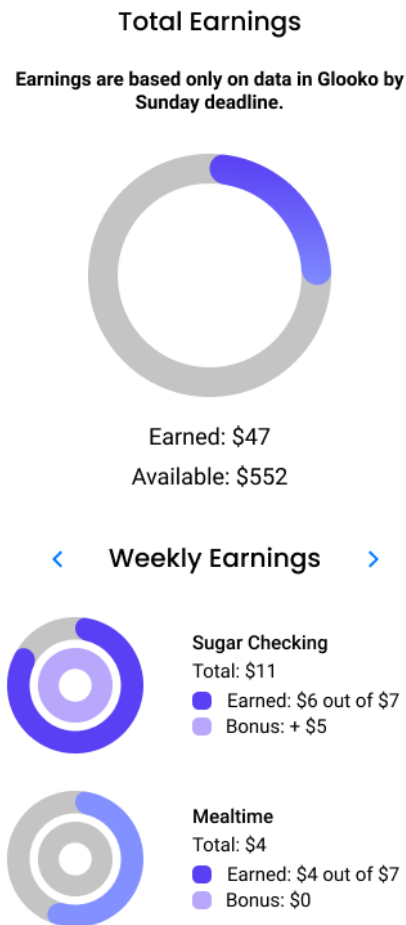 Total Earnings
Earnings are based only on data in Glooko by
Sunday deadline.
Earned: $47
Available: $552
Weekly Earnings
Sugar Checking
Total: $11
Earned: $6 out of $7
Bonus: + $5
Mealtime
Total: $4
Earned: $4 out of $7
Bonus: $0